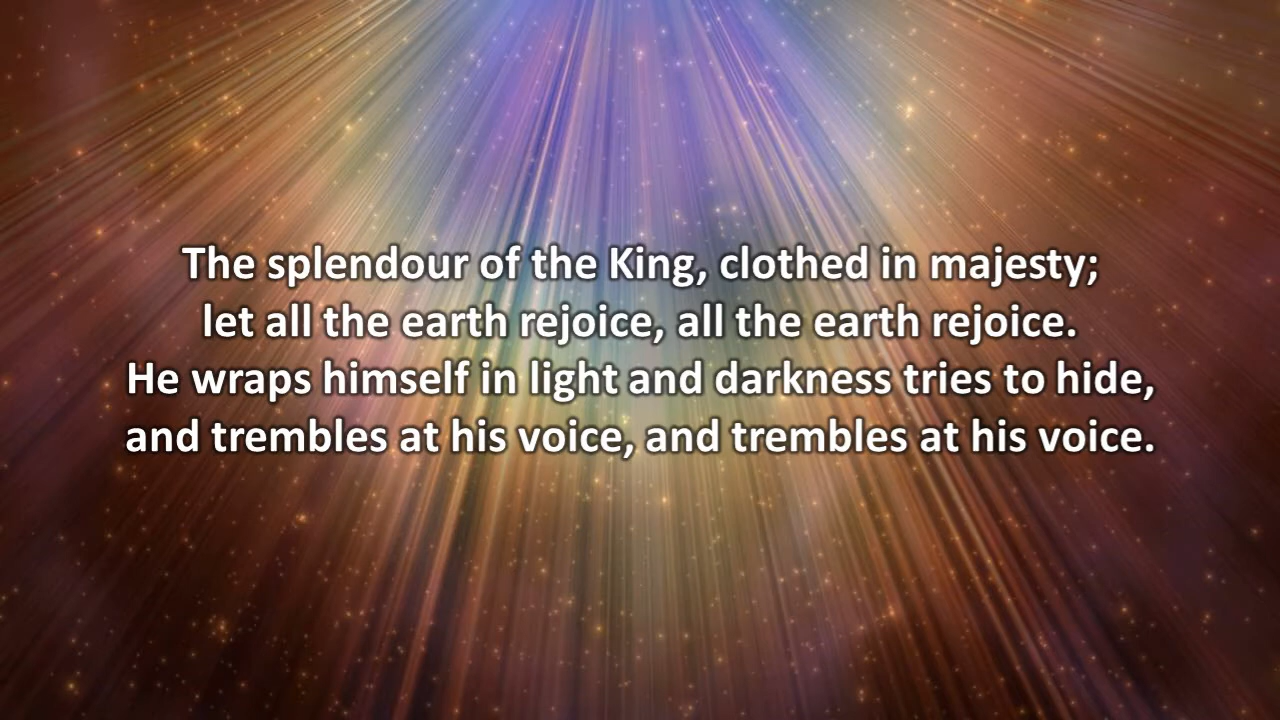 The splendour of the King, clothed in majesty;
let all the earth rejoice, all the earth rejoice.
He wraps himself in light and darkness tries to hide,
and trembles at his voice, and trembles at his voice.